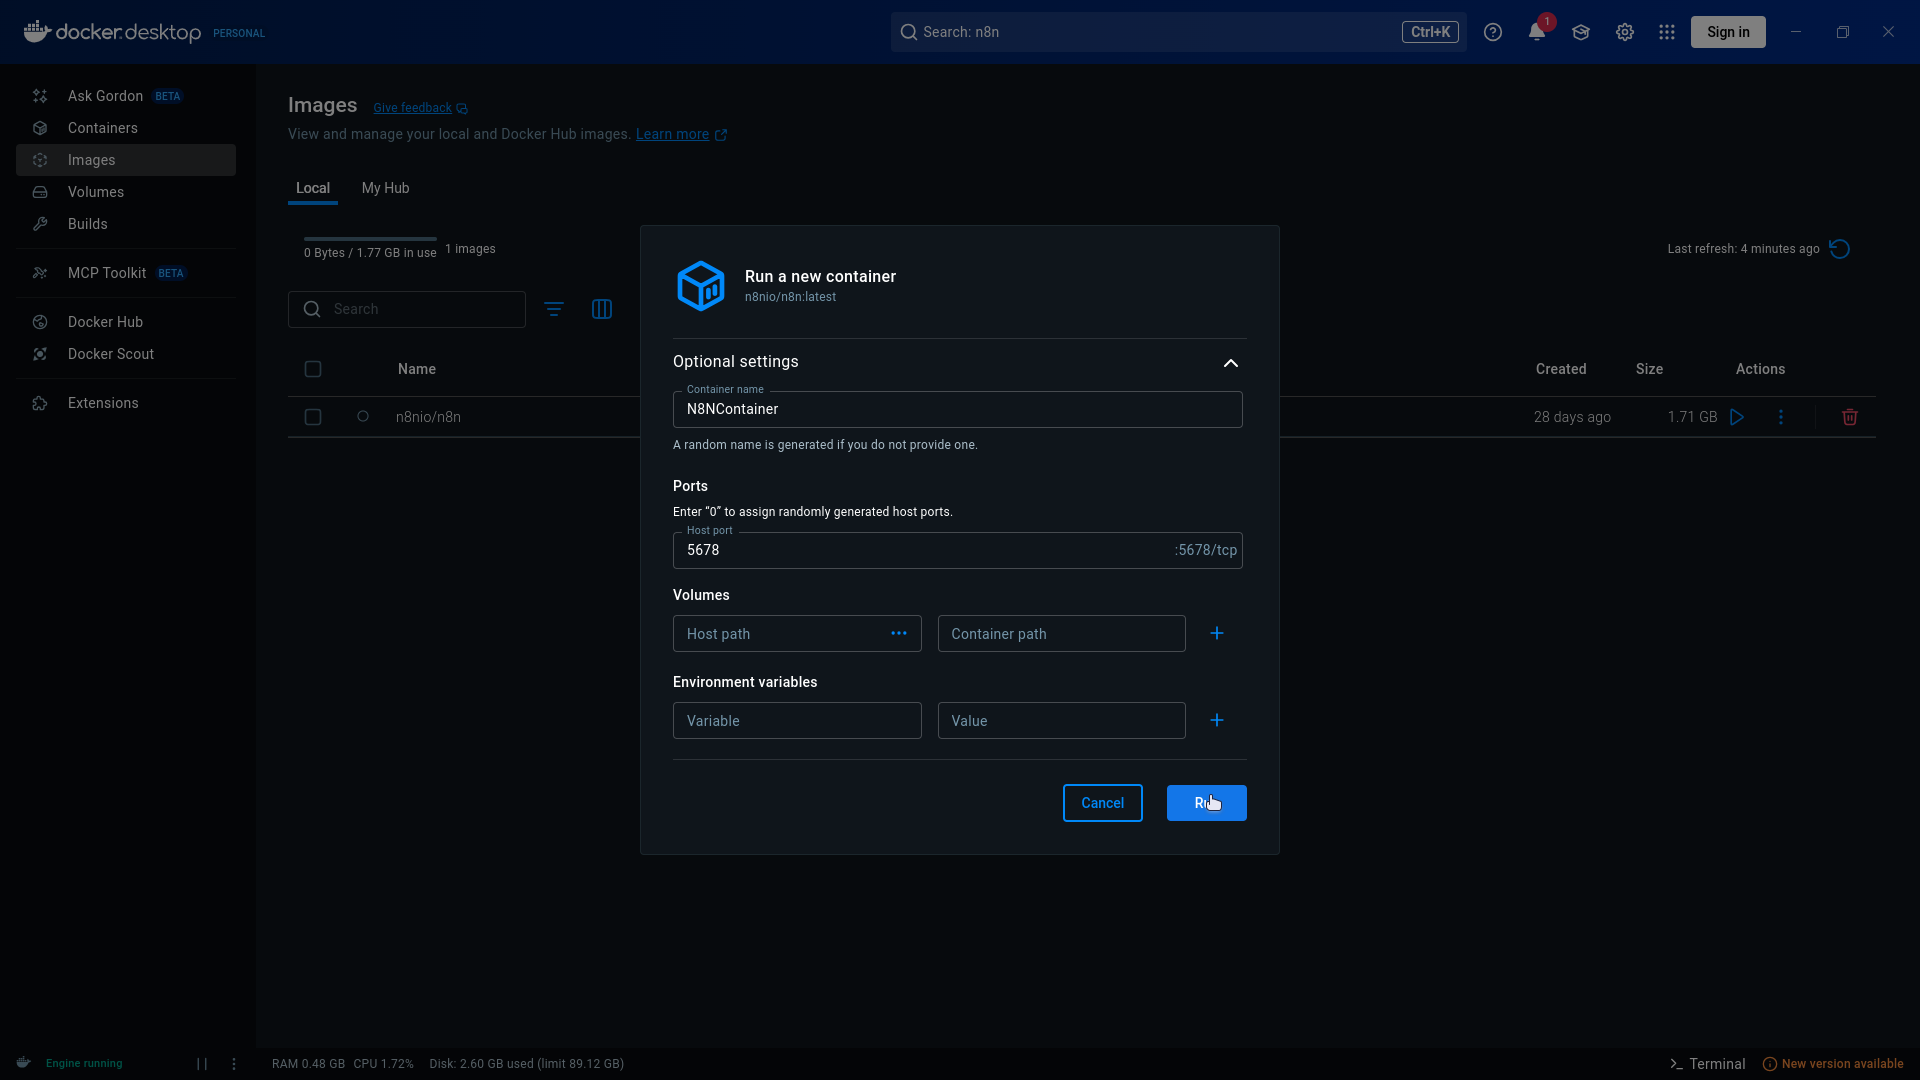 docker.desktop PERSONAL
Search: n8n
Ctrl+K
1
Sign in
Ask Gordon BETA
Containers
Images
Volumes
Builds
MCP Toolkit BETA
Docker Hub
Docker Scout
Extensions
Images Give feedback
View and manage your local and Docker Hub images. Learn more
Local My Hub
0 Bytes / 1.77 GB in use 1 images
Last refresh: 4 minutes ago
Search
Name Created Size Actions
n8nio/n8n 28 days ago 1.71 GB
Run a new container
n8nio/n8n:latest
Optional settings
Container name
N8NContainer
A random name is generated if you do not provide one.
Ports
Enter “0” to assign randomly generated host ports.
Host port
5678 :5678/tcp
Volumes
Host path Container path
Environment variables
Variable Value
Cancel
Engine running
RAM 0.48 GB CPU 1.72% Disk: 2.60 GB used (limit 89.12 GB)
Terminal
New version available